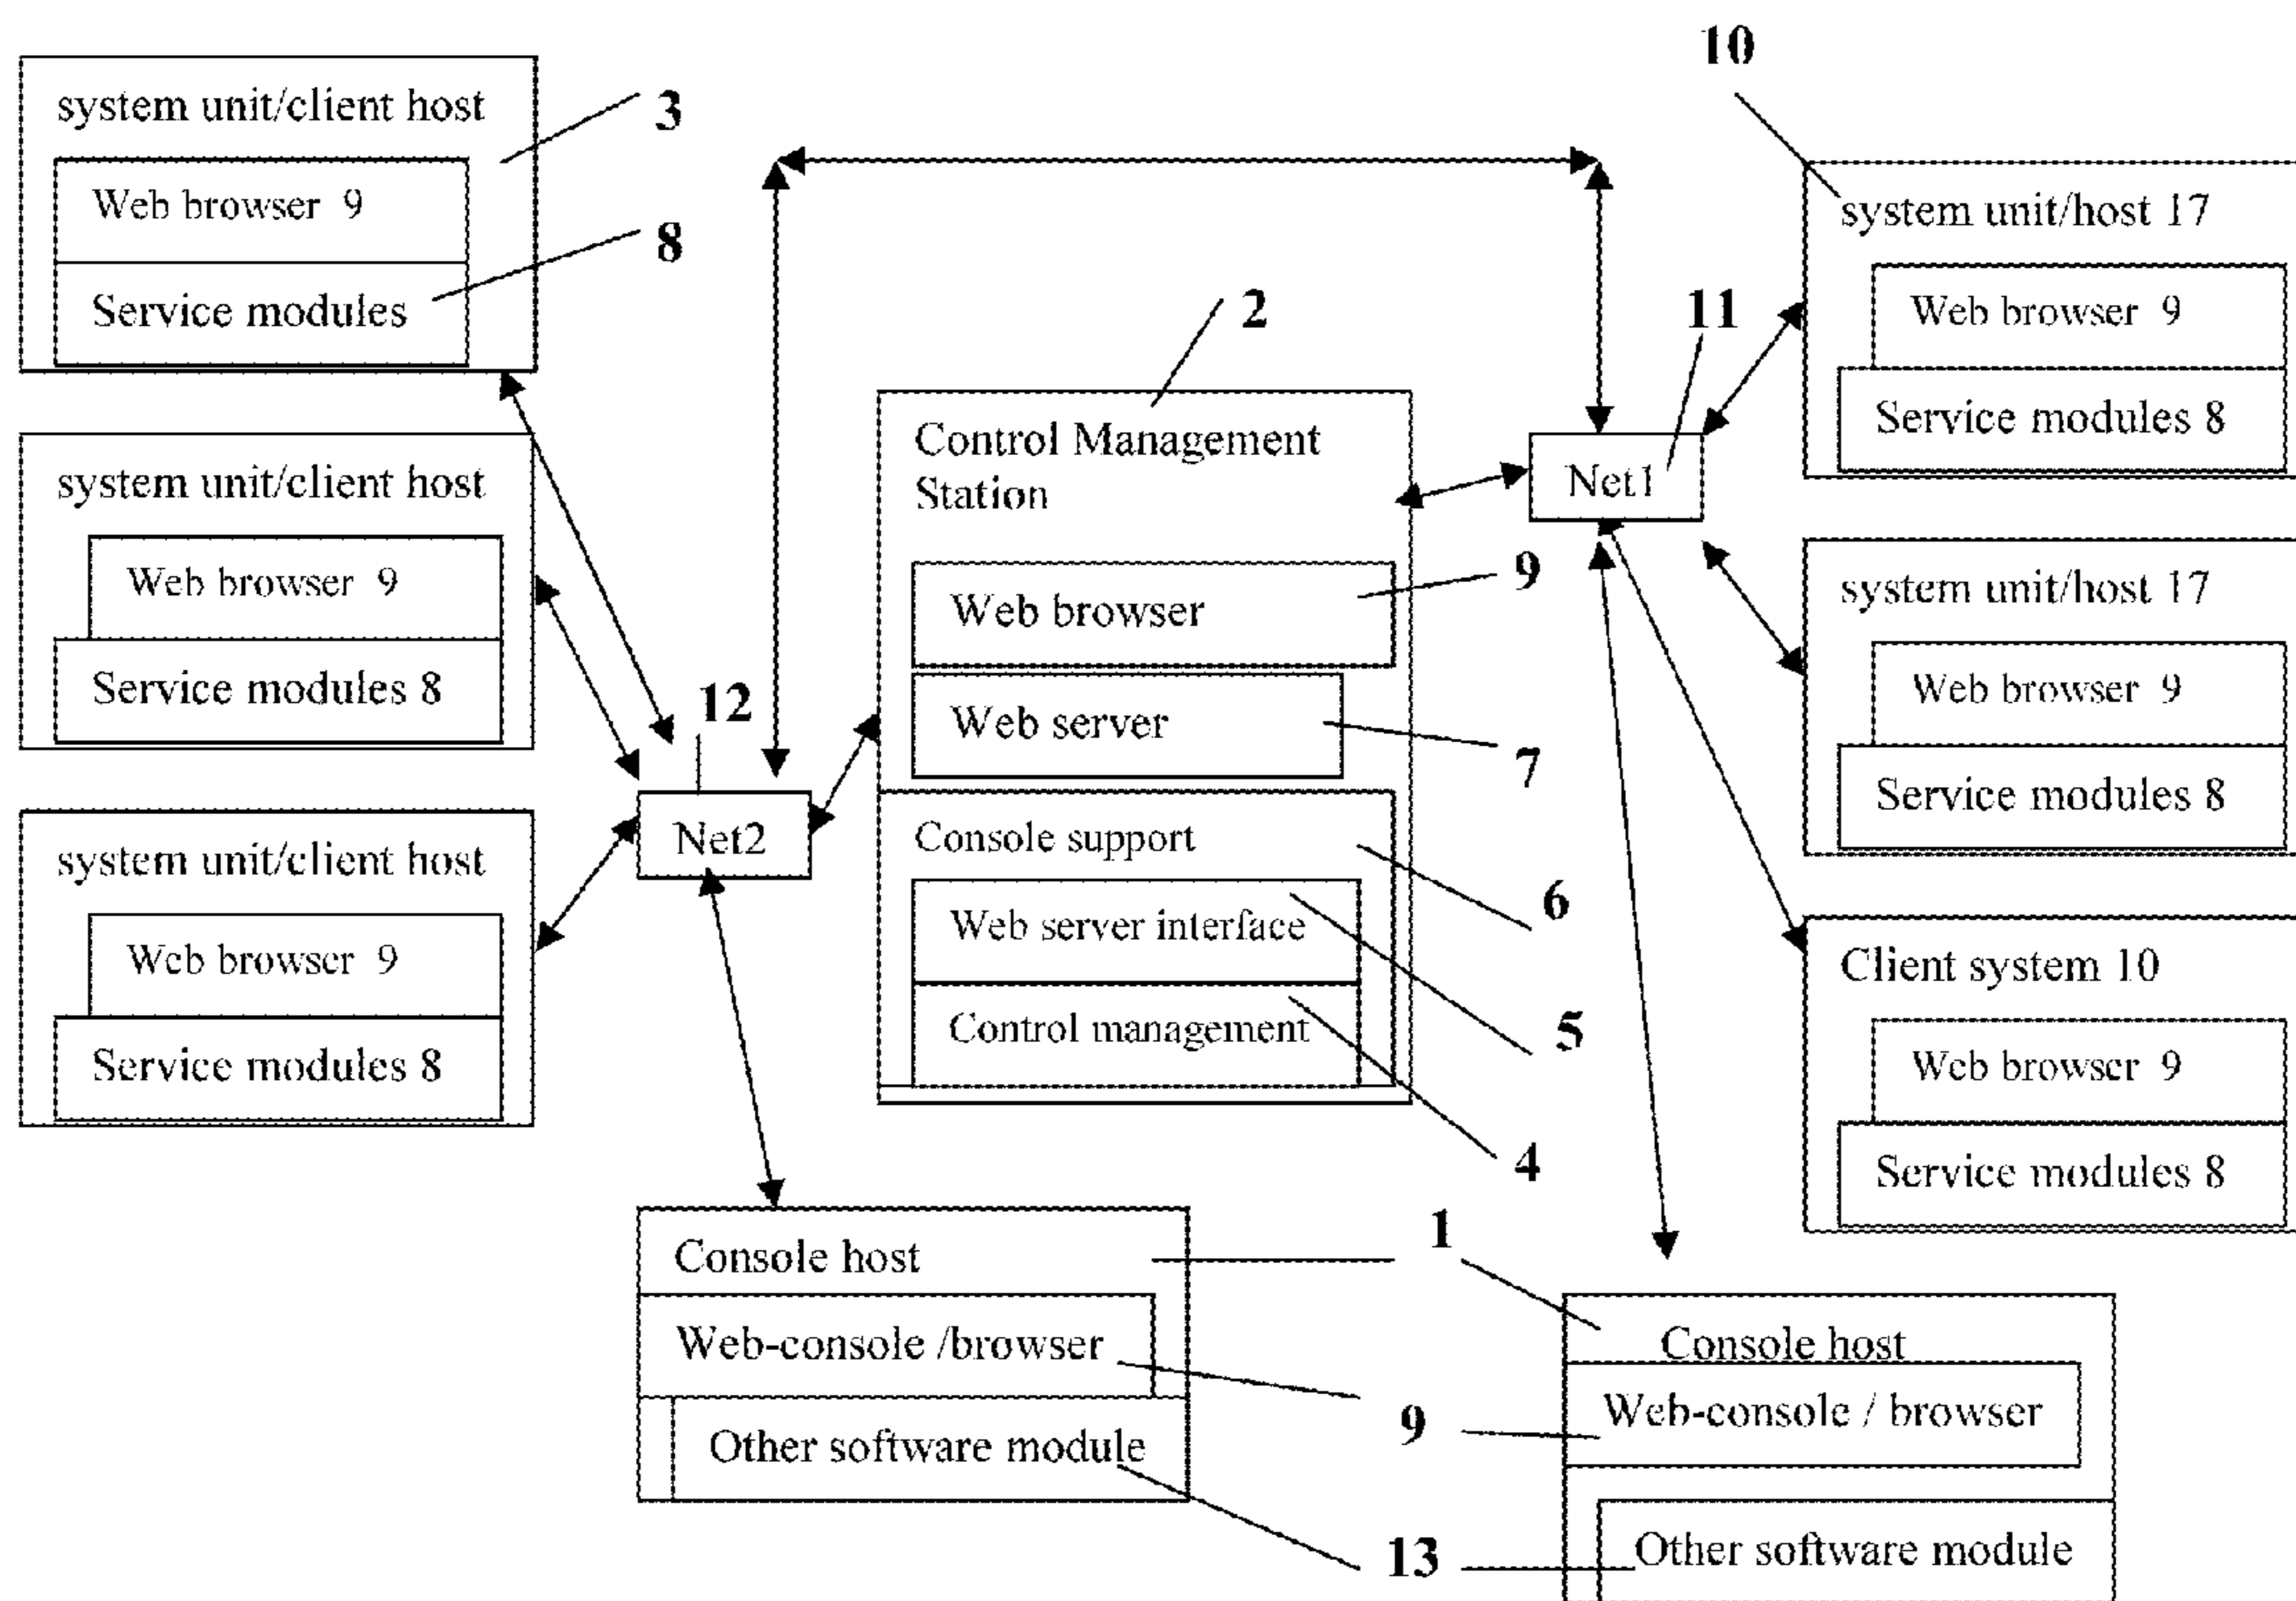 10
system unit/client host
3
Web browser 9
8
Service modules
system unit/client host
Web browser 9
Service modules 8
system unit/client host
Web browser 9
Service modules 8
12
Net2
2
Control Management
Station
9
Web browser
Web server
7
Console support
6
Web server interface
5
Control management
4
11
Net1
system unit/host 17
Web browser 9
Service modules 8
system unit/host 17
Web browser 9
Service modules 8
Client system 10
Web browser 9
Service modules 8
1
Console host
Web-console /browser
9
Other software module
13
Console host
Web-console / browser
Other software module